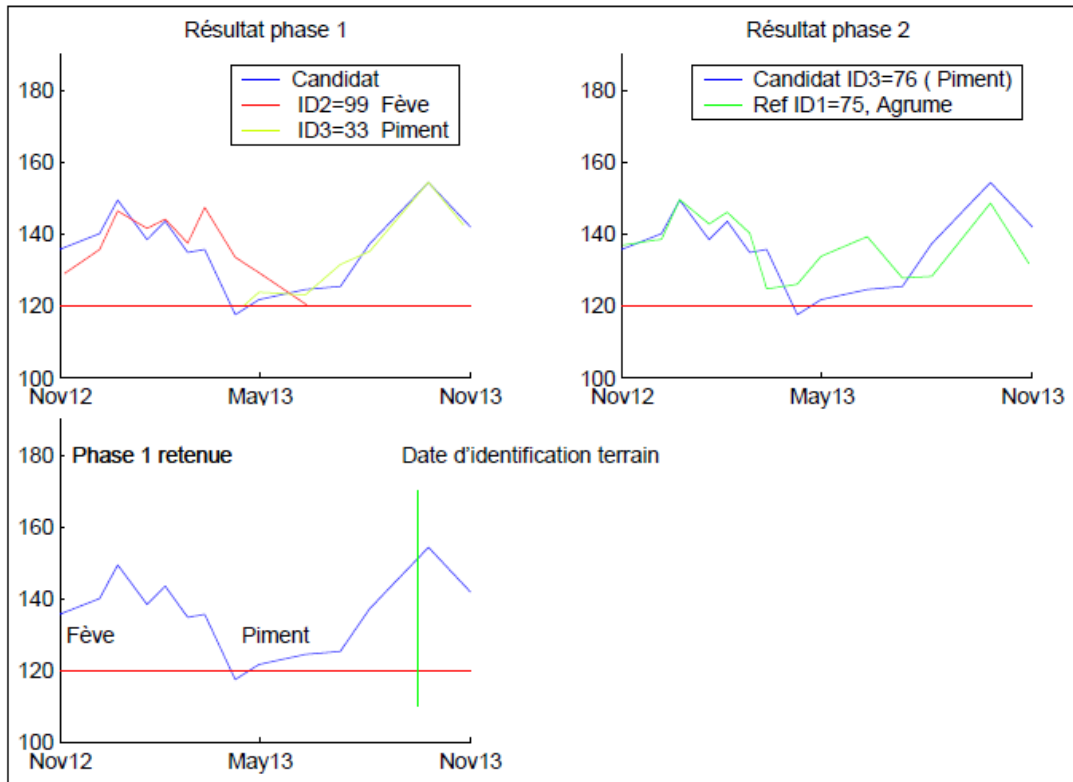 Résultat phase 1
180
160
140
120
100
Nov12 May13 Nov13
Candidat
ID2=99 Fève
ID3=33 Piment
Résultat phase 2
180
160
140
120
100
Nov12 May13 Nov13
Candidat ID3=76 ( Piment)
Ref ID1=75, Agrume
Phase 1 retenue
Date d'identification terrain
180
160
140
120
100
Fève Piment
Nov12 May13 Nov13